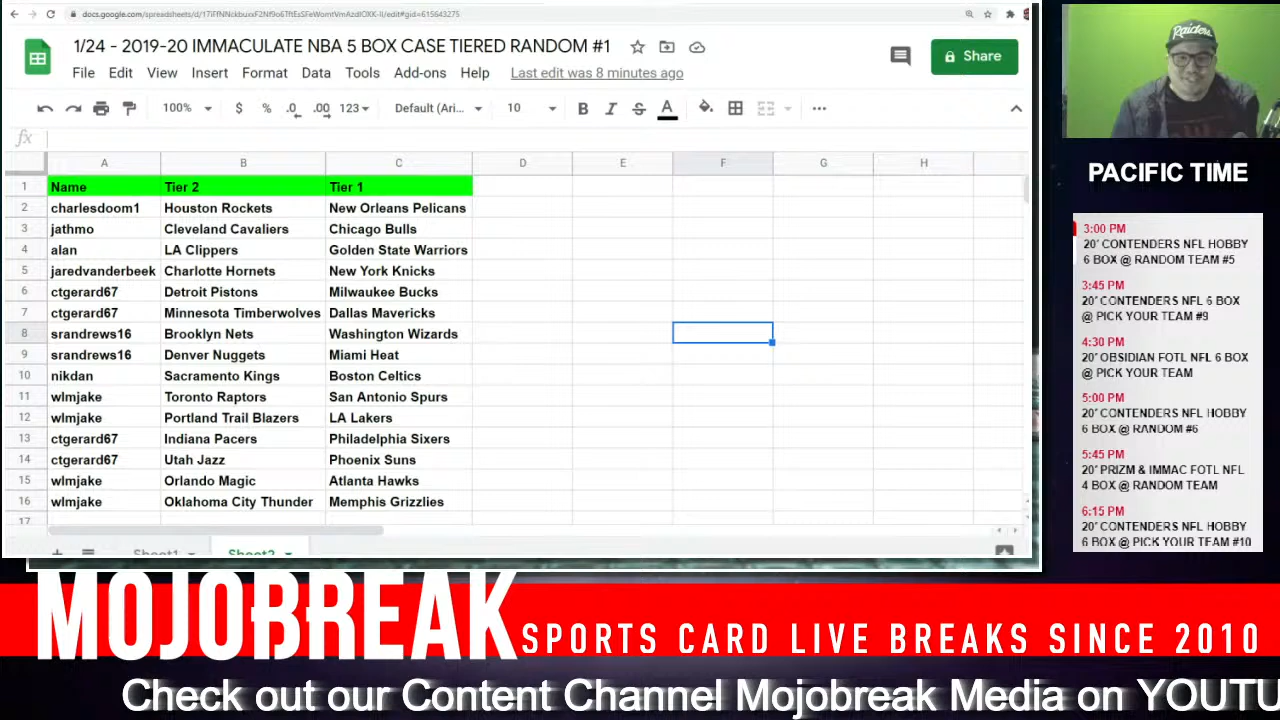 docs.google.com/spreadsheets/d/
1/24 - 2019-20 IMMACULATE NBA 5 BOX CASE TIERED RANDOM #1
Share
File Edit View Insert Format Data Tools Add-ons Help Last edit was 8 minutes ago
100% $ % .0 .00 123 Default (Ari... 10 B I S A
fx
A B C D E F G H
1 Name Tier 2 Tier 1
2 charlesdoom1 Houston Rockets New Orleans Pelicans
3 jathmo Cleveland Cavaliers Chicago Bulls
4 alan LA Clippers Golden State Warriors
5 jaredvanderbeek Charlotte Hornets New York Knicks
6 ctgerard67 Detroit Pistons Milwaukee Bucks
7 ctgerard67 Minnesota Timberwolves Dallas Mavericks
8 srandrews16 Brooklyn Nets Washington Wizards
9 srandrews16 Denver Nuggets Miami Heat
10 nikdan Sacramento Kings Boston Celtics
11 wlmjake Toronto Raptors San Antonio Spurs
12 wlmjake Portland Trail Blazers LA Lakers
13 ctgerard67 Indiana Pacers Philadelphia Sixers
14 ctgerard67 Utah Jazz Phoenix Suns
15 wlmjake Orlando Magic Atlanta Hawks
16 wlmjake Oklahoma City Thunder Memphis Grizzlies
17
Sheet1 Sheet2
Raiders
PACIFIC TIME
3:00 PM
20' CONTENDERS NFL HOBBY
6 BOX @ RANDOM TEAM #5
3:45 PM
20' CONTENDERS NFL 6 BOX
@ PICK YOUR TEAM #9
4:30 PM
20' OBSIDIAN FOTL NFL 6 BOX
@ PICK YOUR TEAM
5:00 PM
20' CONTENDERS NFL HOBBY
6 BOX @ RANDOM #6
5:45 PM
20' PRIZM & IMMAC FOTL NFL
4 BOX @ RANDOM TEAM
6:15 PM
20' CONTENDERS NFL HOBBY
6 BOX @ PICK YOUR TEAM #10
MOJOBREAK
SPORTS CARD LIVE BREAKS SINCE 2010
Check out our Content Channel Mojobreak Media on YOUTU